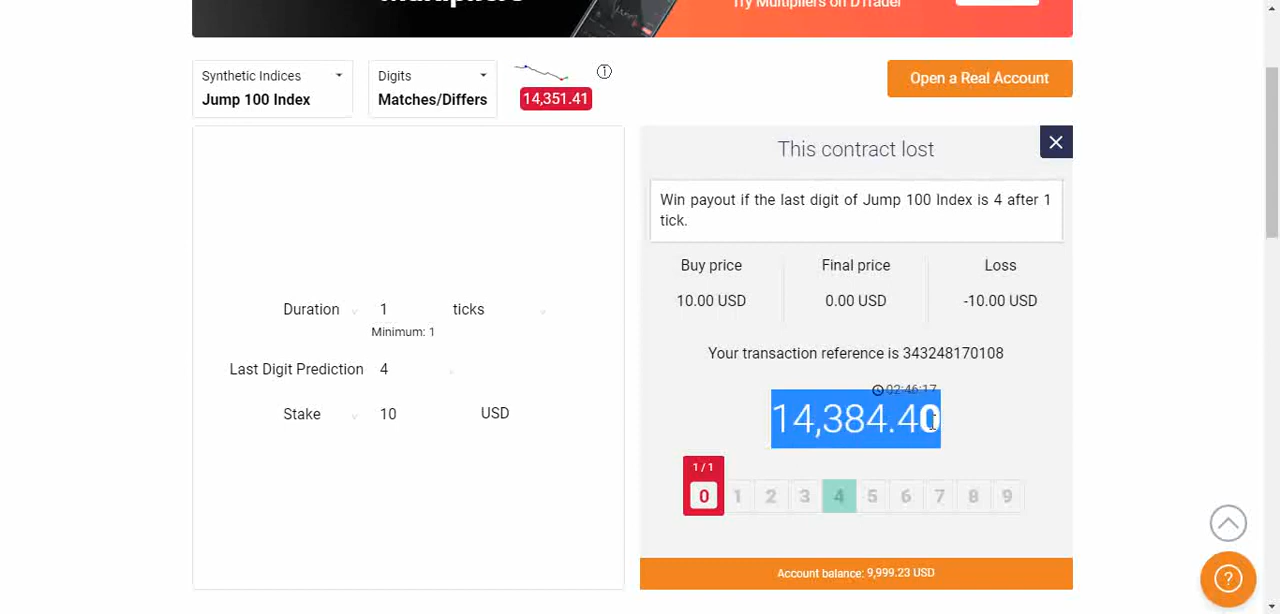 Try Multipliers on DTrader
Synthetic Indices
Jump 100 Index
Digits
Matches/Differs
14,351.41
Open a Real Account
This contract lost
Win payout if the last digit of Jump 100 Index is 4 after 1
tick.
Buy price Final price Loss
10.00 USD 0.00 USD -10.00 USD
Duration 1 ticks
Minimum: 1
Last Digit Prediction 4
Stake 10 USD
Your transaction reference is 343248170108
02:46:17
14,384.40
1 / 1
0 1 2 3 4 5 6 7 8 9
Account balance: 9,999.23 USD